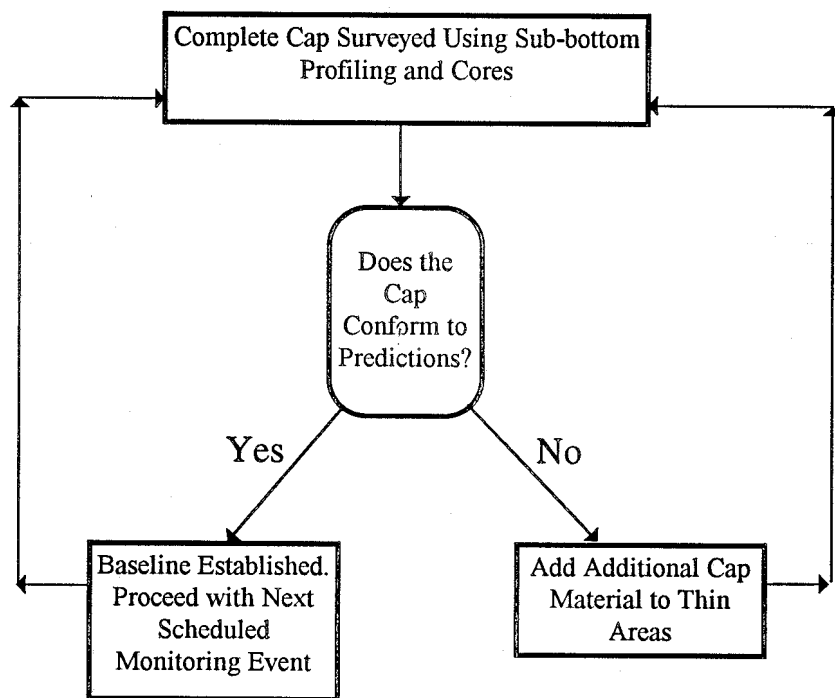 Complete Cap Surveyed Using Sub-bottom
Profiling and Cores
Does the
Cap
Conform to
Predictions?
Yes
No
Baseline Established.
Proceed with Next
Scheduled
Monitoring Event
Add Additional Cap
Material to Thin
Areas